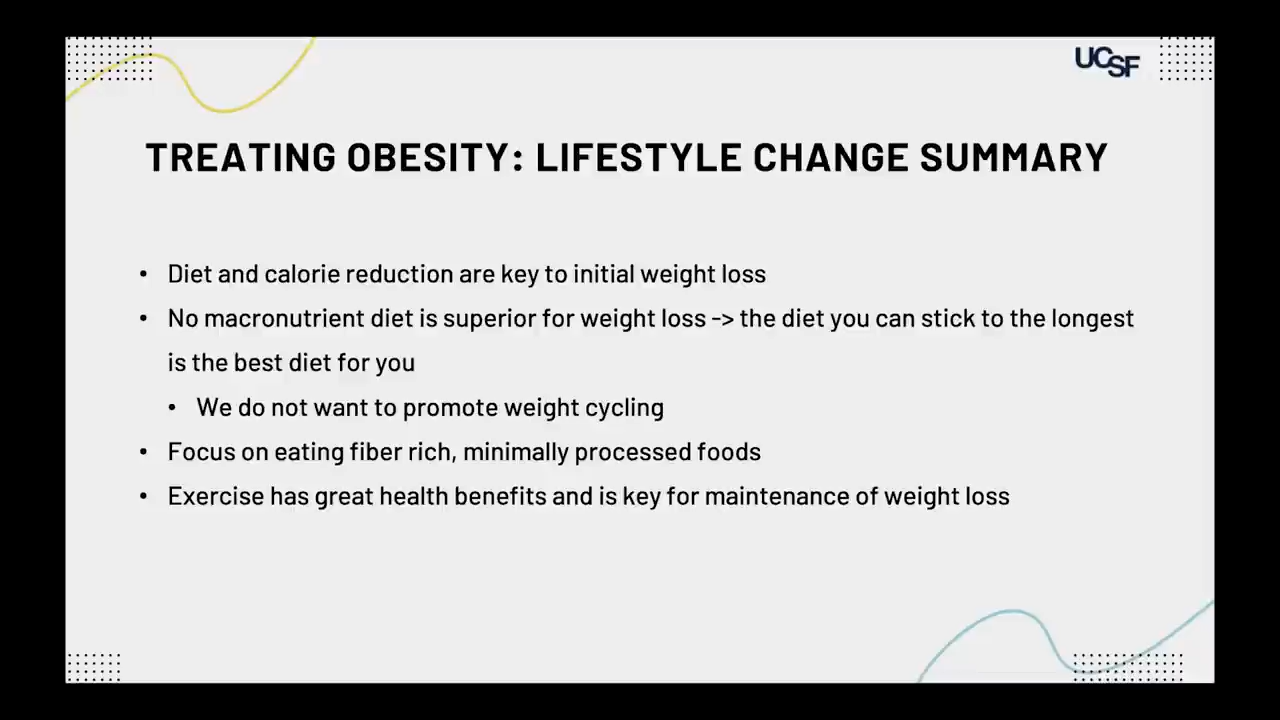 UCSF
TREATING OBESITY: LIFESTYLE CHANGE SUMMARY
• Diet and calorie reduction are key to initial weight loss
• No macronutrient diet is superior for weight loss -> the diet you can stick to the longest
is the best diet for you
• We do not want to promote weight cycling
• Focus on eating fiber rich, minimally processed foods
• Exercise has great health benefits and is key for maintenance of weight loss